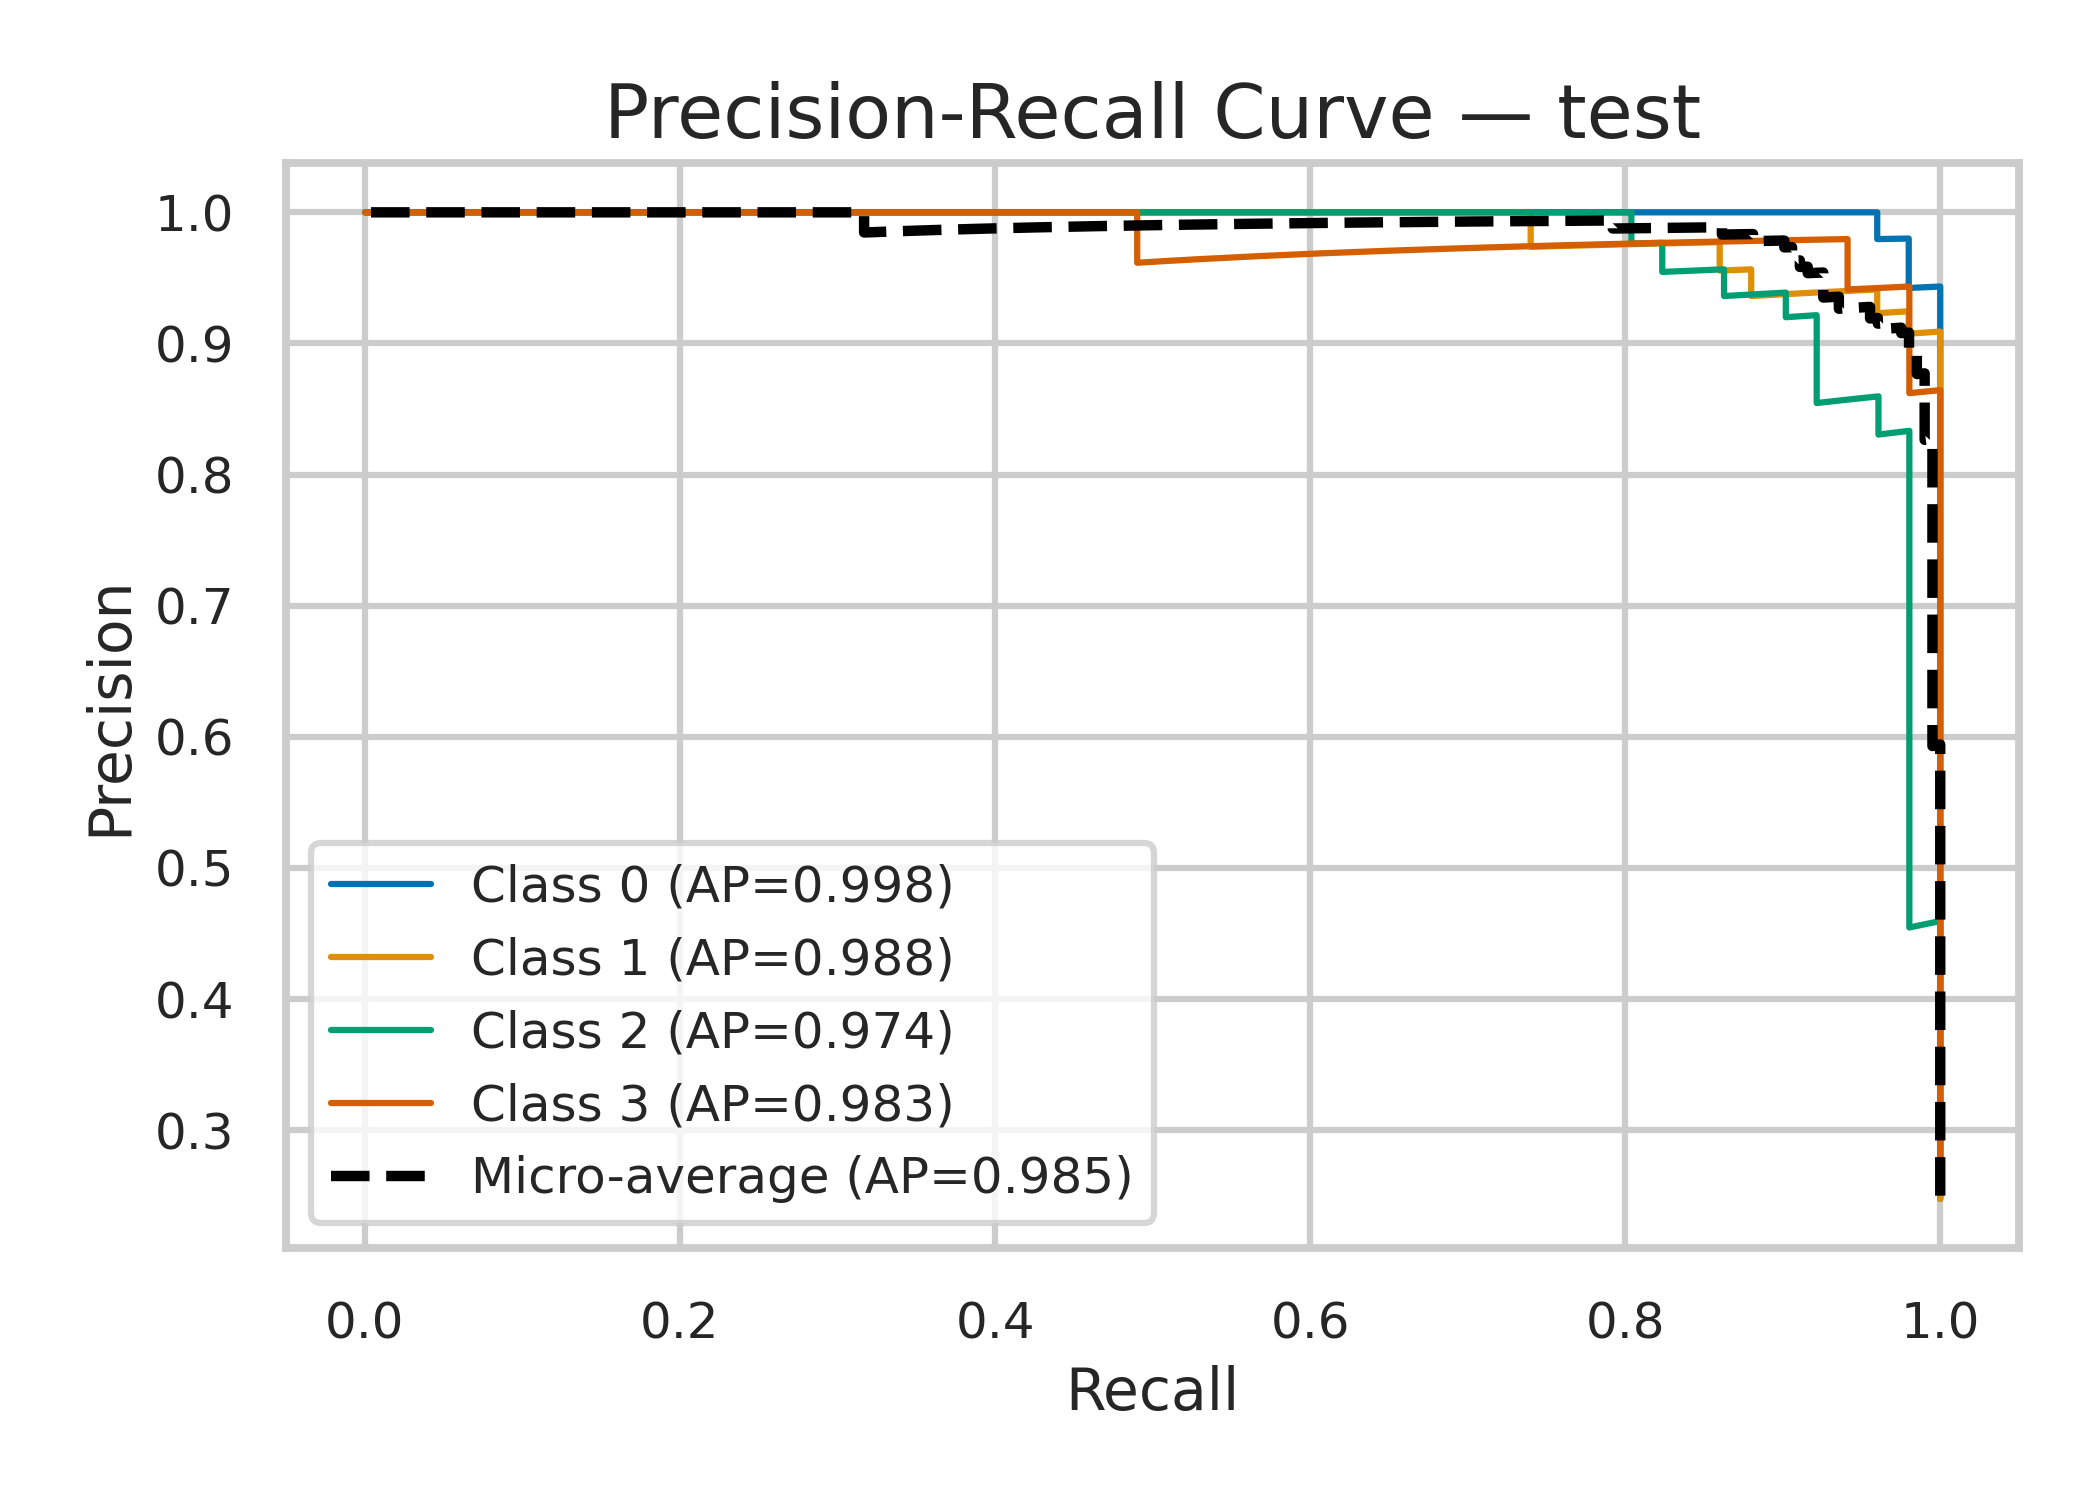 Precision-Recall Curve — test
Precision
1.0
0.9
0.8
0.7
0.6
0.5
0.4
0.3
Class 0 (AP=0.998)
Class 1 (AP=0.988)
Class 2 (AP=0.974)
Class 3 (AP=0.983)
Micro-average (AP=0.985)
0.0 0.2 0.4 0.6 0.8 1.0
Recall